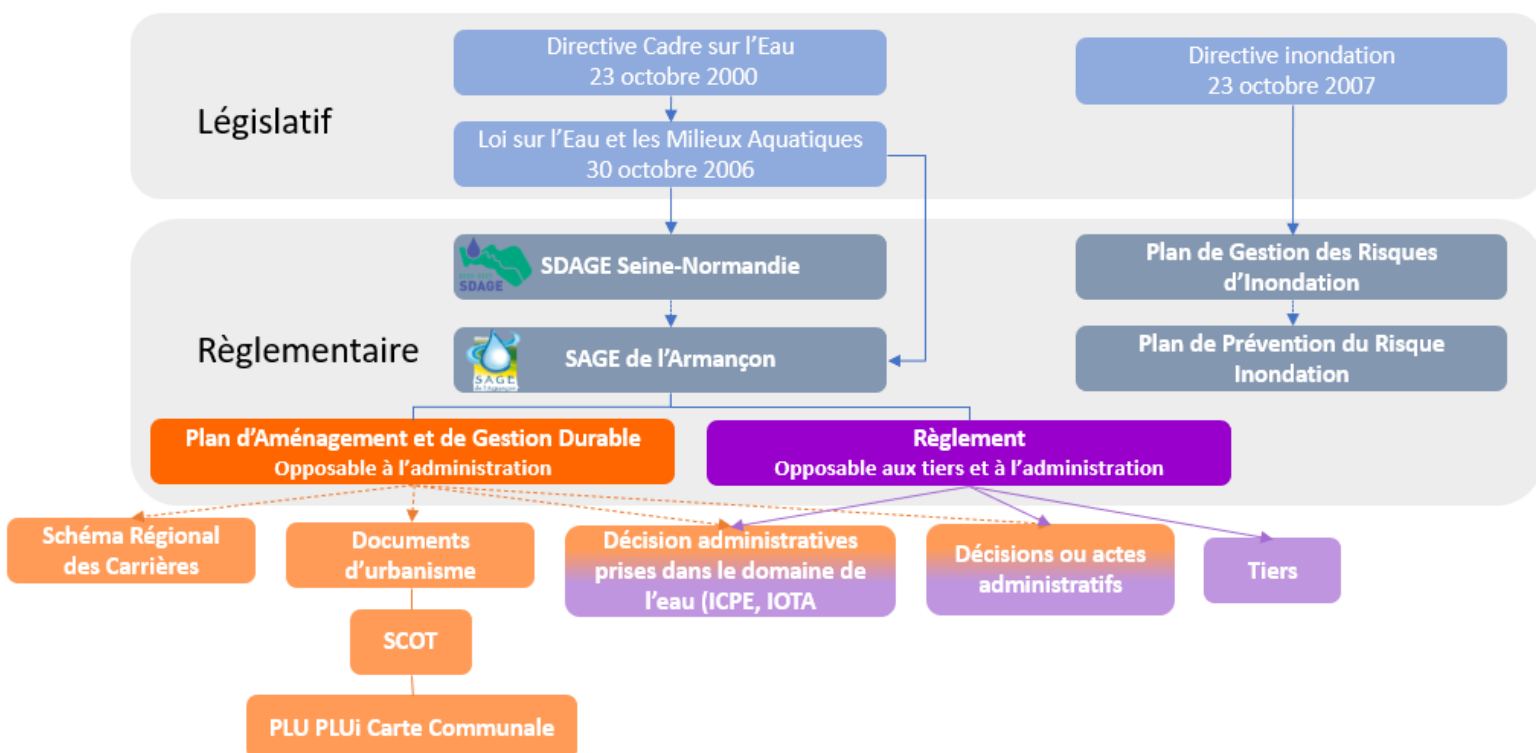 Directive Cadre sur l'Eau
23 octobre 2000
Directive inondation
23 octobre 2007
Législatif
Loi sur l'Eau et les Milieux Aquatiques
30 octobre 2006
SDAGE
SDAGE Seine-Normandie
Plan de Gestion des Risques
d'Inondation
Règlementaire
SAGE
SAGE de l'Armançon
Plan de Prévention du Risque
Inondation
Plan d'Aménagement et de Gestion Durable
Opposable à l'administration
Règlement
Opposable aux tiers et à l'administration
Schéma Régional
des Carrières
Documents
d'urbanisme
Décision administratives
prises dans le domaine de
l'eau (ICPE, IOTA
Décisions ou actes
administratifs
Tiers
SCOT
PLU PLUi Carte Communale